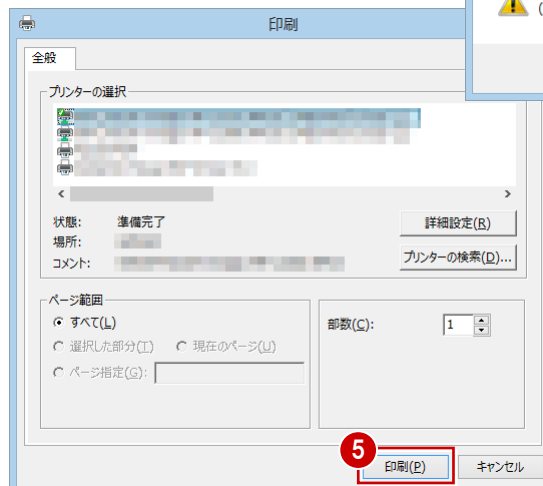 印刷
(
全般
プリンターの選択
状態: 準備完了
場所:
コメント:
詳細設定(R)
プリンターの検索(D)...
ページ範囲
すべて(L)
選択した部分(T) 現在のページ(U)
ページ指定(G):
部数(C): 1
5
印刷(P) キャンセル